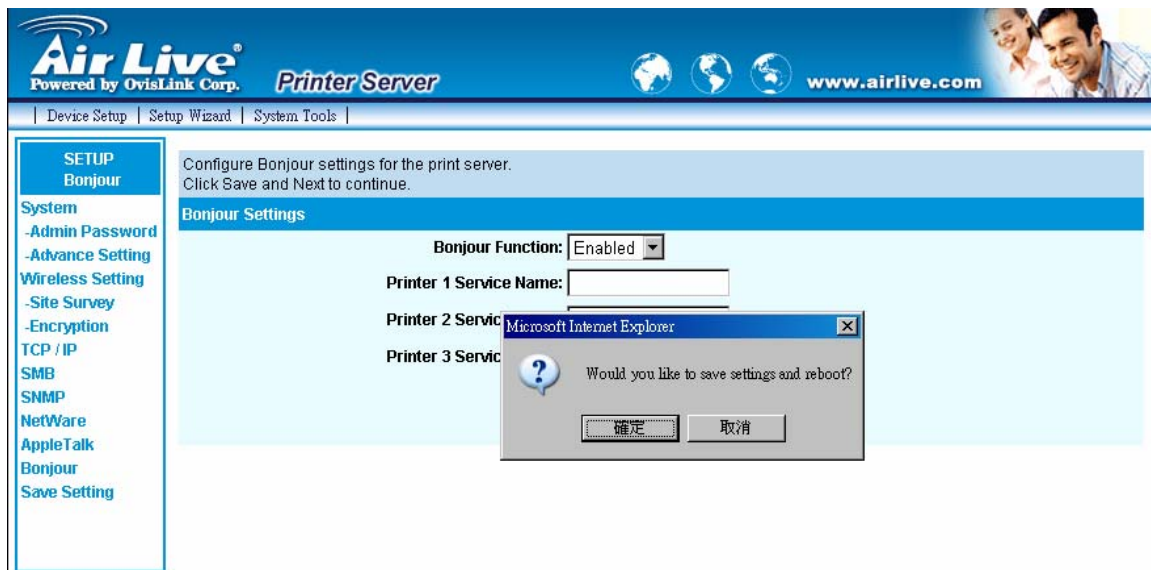 Air Live®
Powered by OvisLink Corp.
Printer Server
www.airlive.com
| Device Setup | Setup Wizard | System Tools |
SETUP
Bonjour
System
-Admin Password
-Advance Setting
Wireless Setting
-Site Survey
-Encryption
TCP / IP
SMB
SNMP
NetWare
AppleTalk
Bonjour
Save Setting
Configure Bonjour settings for the print server.
Click Save and Next to continue.
Bonjour Settings
Bonjour Function: Enabled
Printer 1 Service Name:
Printer 2 Servic
Printer 3 Servic
Microsoft Internet Explorer
Would you like to save settings and reboot?
確定 取消